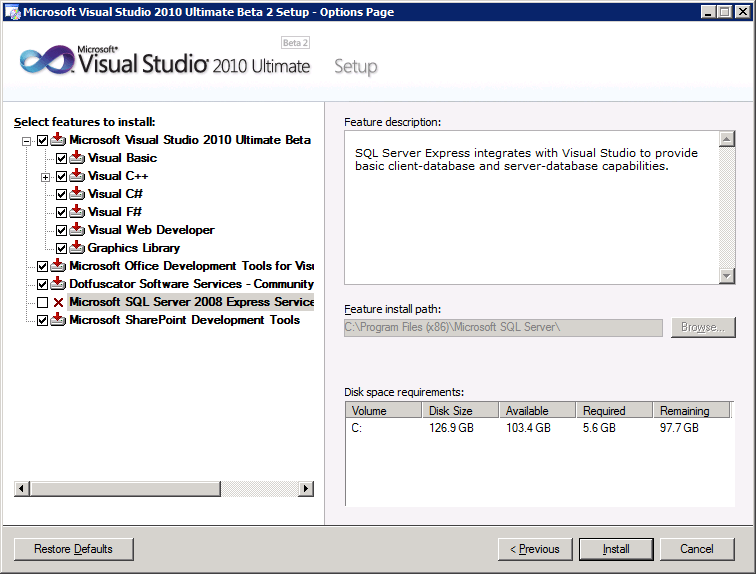 Microsoft Visual Studio 2010 Ultimate Beta 2 Setup - Options Page
Beta 2
Microsoft®
Visual Studio® 2010 Ultimate
Setup
Select features to install:
Microsoft Visual Studio 2010 Ultimate Beta
Visual Basic
Visual C++
Visual C#
Visual F#
Visual Web Developer
Graphics Library
Microsoft Office Development Tools for Visu
Dotfuscator Software Services - Community
Microsoft SQL Server 2008 Express Service
Microsoft SharePoint Development Tools
Feature description:
SQL Server Express integrates with Visual Studio to provide
basic client-database and server-database capabilities.
Feature install path:
C:\Program Files (x86)\Microsoft SQL Server\
Browse...
Disk space requirements:
Volume Disk Size Available Required Remaining
C: 126.9 GB 103.4 GB 5.6 GB 97.7 GB
Restore Defaults
< Previous
Install
Cancel